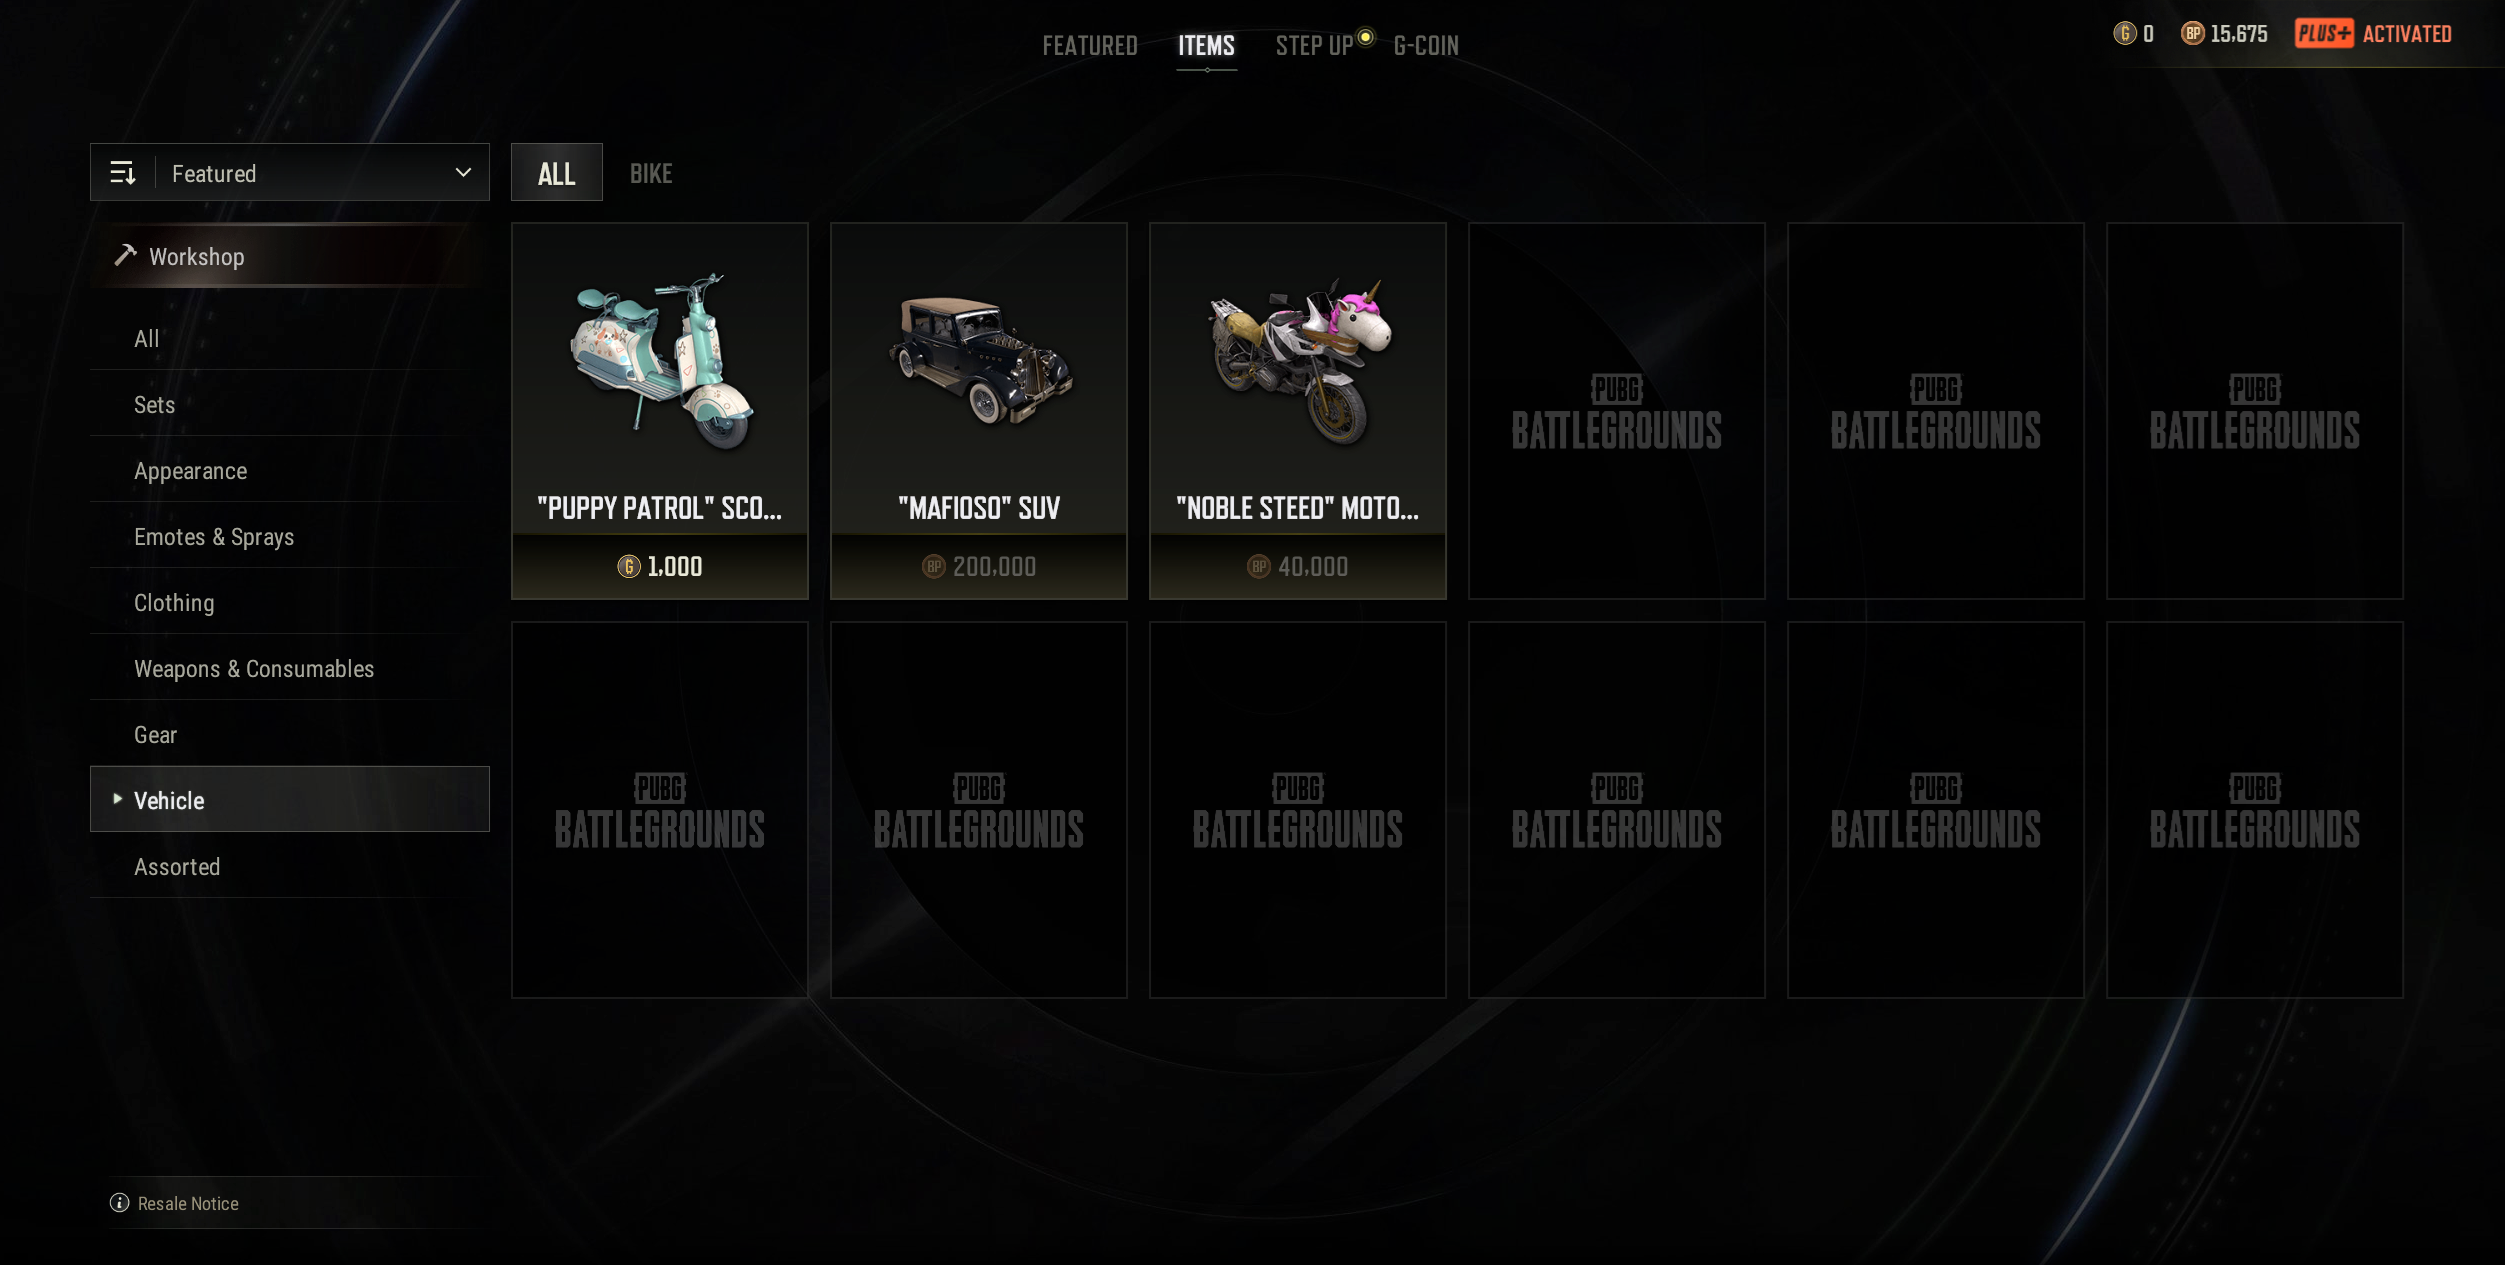 FEATURED
ITEMS
STEP UP
G-COIN
G 0
BP 15,675
PLUS+ ACTIVATED
Featured
ALL
BIKE
Workshop
All
Sets
Appearance
Emotes & Sprays
Clothing
Weapons & Consumables
Gear
Vehicle
Assorted
Resale Notice
"PUPPY PATROL" SCO...
G 1,000
"MAFIOSO" SUV
BP 200,000
"NOBLE STEED" MOTO...
BP 40,000
PUBG
BATTLEGROUNDS
PUBG
BATTLEGROUNDS
PUBG
BATTLEGROUNDS
PUBG
BATTLEGROUNDS
PUBG
BATTLEGROUNDS
PUBG
BATTLEGROUNDS
PUBG
BATTLEGROUNDS
PUBG
BATTLEGROUNDS
PUBG
BATTLEGROUNDS